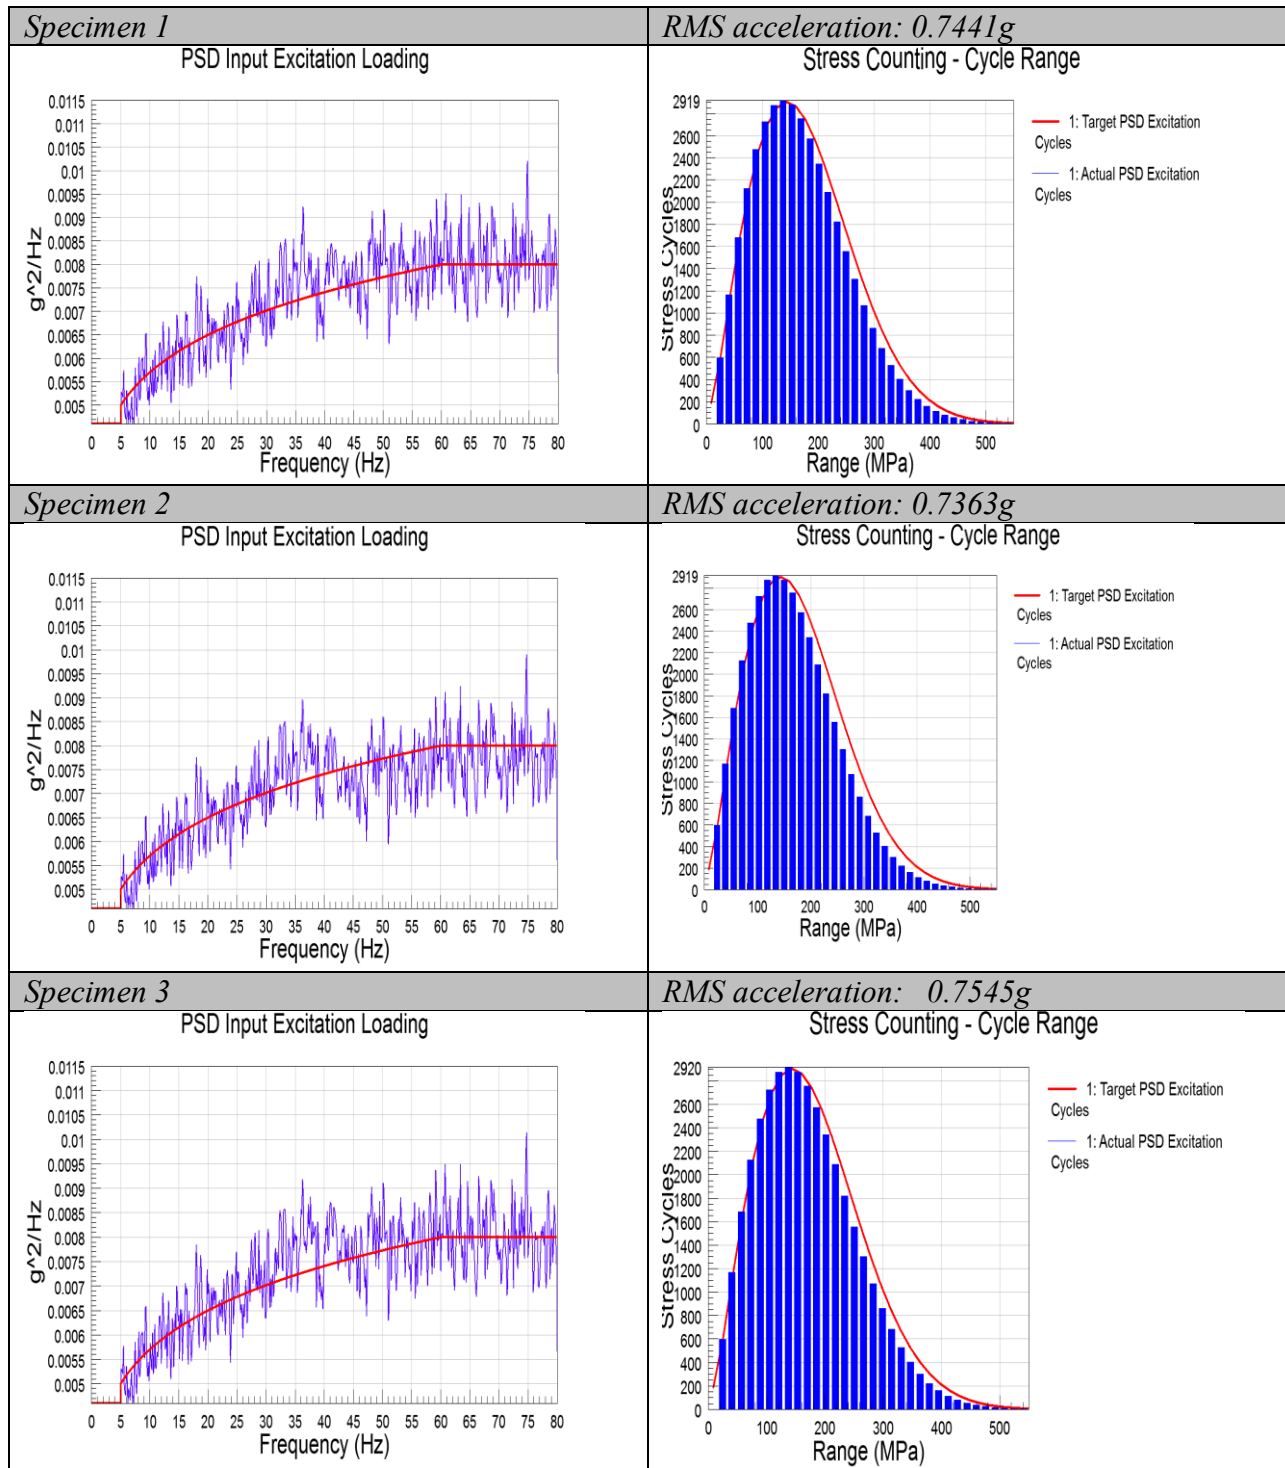 Specimen 1
RMS acceleration: 0.7441g
PSD Input Excitation Loading
g^2/Hz
0.0115
0.011
0.0105
0.01
0.0095
0.009
0.0085
0.008
0.0075
0.007
0.0065
0.006
0.0055
0.005
0 5 10 15 20 25 30 35 40 45 50 55 60 65 70 75 80
Frequency (Hz)
Stress Counting - Cycle Range
Stress Cycles
2919
2600
2400
2200
2000
1800
1600
1400
1200
1000
800
600
400
200
0
0 100 200 300 400 500
Range (MPa)
1: Target PSD Excitation
Cycles
1: Actual PSD Excitation
Cycles
Specimen 2
RMS acceleration: 0.7363g
PSD Input Excitation Loading
g^2/Hz
0.0115
0.011
0.0105
0.01
0.0095
0.009
0.0085
0.008
0.0075
0.007
0.0065
0.006
0.0055
0.005
0 5 10 15 20 25 30 35 40 45 50 55 60 65 70 75 80
Frequency (Hz)
Stress Counting - Cycle Range
Stress Cycles
2919
2600
2400
2200
2000
1800
1600
1400
1200
1000
800
600
400
200
0
0 100 200 300 400 500
Range (MPa)
1: Target PSD Excitation
Cycles
1: Actual PSD Excitation
Cycles
Specimen 3
RMS acceleration: 0.7545g
PSD Input Excitation Loading
g^2/Hz
0.0115
0.011
0.0105
0.01
0.0095
0.009
0.0085
0.008
0.0075
0.007
0.0065
0.006
0.0055
0.005
0 5 10 15 20 25 30 35 40 45 50 55 60 65 70 75 80
Frequency (Hz)
Stress Counting - Cycle Range
Stress Cycles
2920
2600
2400
2200
2000
1800
1600
1400
1200
1000
800
600
400
200
0
0 100 200 300 400 500
Range (MPa)
1: Target PSD Excitation
Cycles
1: Actual PSD Excitation
Cycles